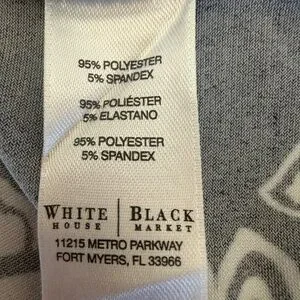 95% POLYESTER
5% SPANDEX
95% POLIÉSTER
5% ELASTANO
95% POLYESTER
5% SPANDEX
WHITE | BLACK
HOUSE | MARKET
11215 METRO PARKWAY
FORT MYERS, FL 33966